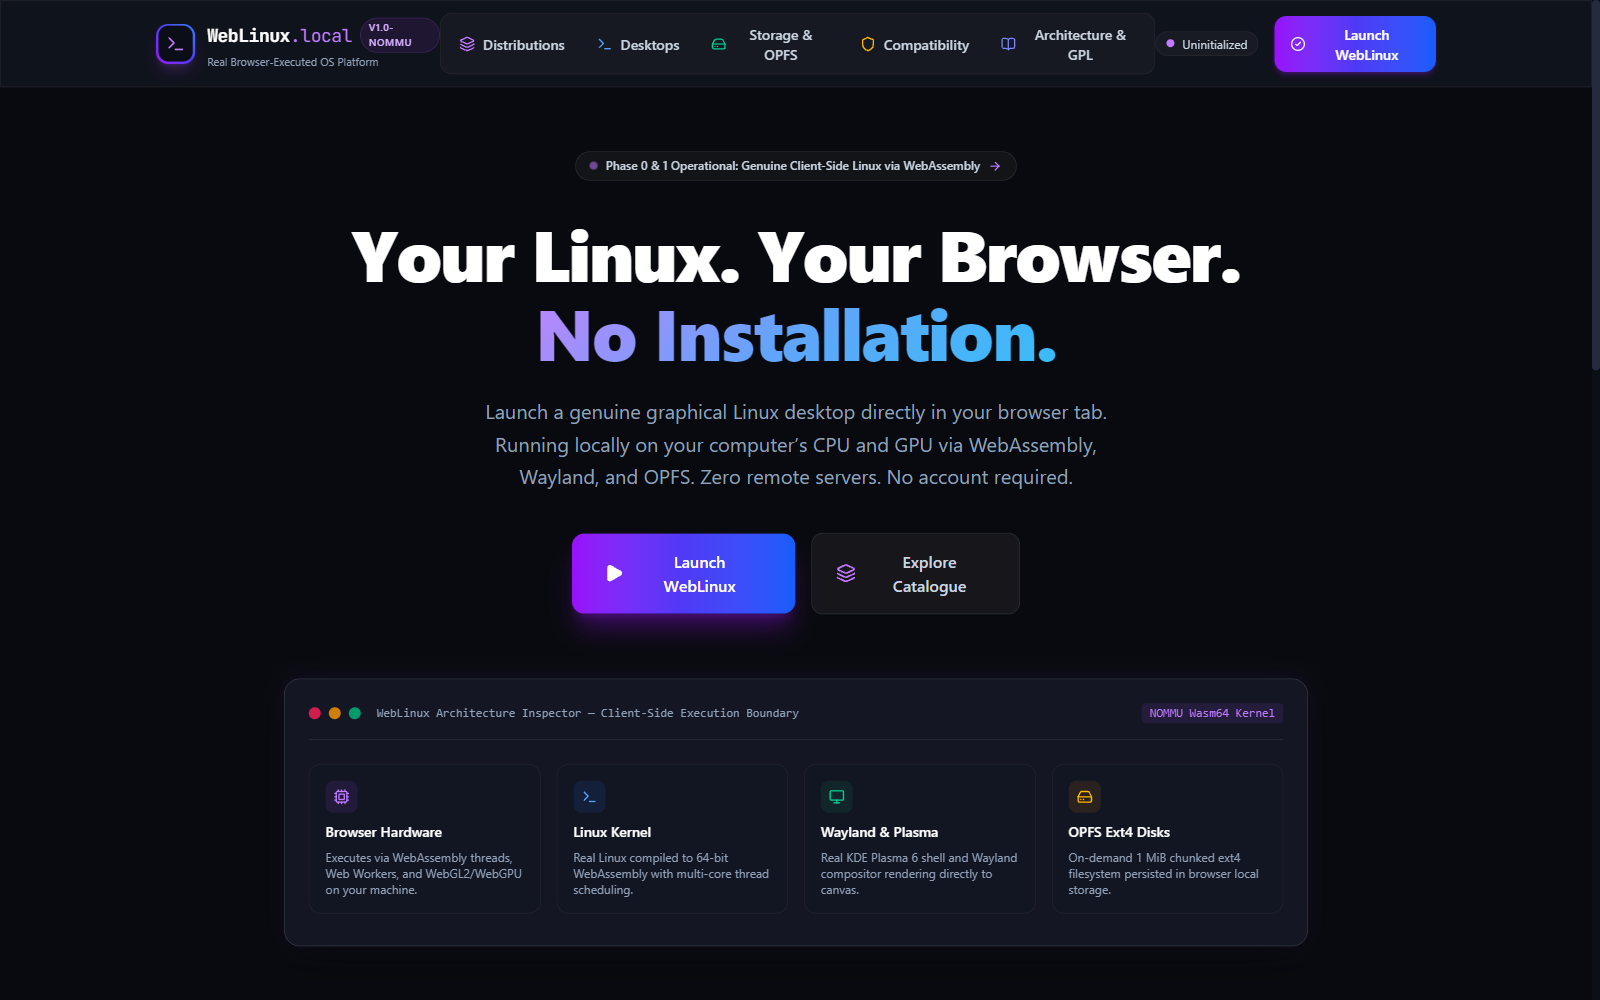 WebLinux.local
V1.0-
NOMMU
Real Browser-Executed OS Platform
Distributions
Desktops
Storage &
OPFS
Compatibility
Architecture &
GPL
Uninitialized
Launch
WebLinux
Phase 0 & 1 Operational: Genuine Client-Side Linux via WebAssembly
Your Linux. Your Browser.
No Installation.
Launch a genuine graphical Linux desktop directly in your browser tab.
Running locally on your computer’s CPU and GPU via WebAssembly,
Wayland, and OPFS. Zero remote servers. No account required.
Launch
WebLinux
Explore
Catalogue
WebLinux Architecture Inspector — Client-Side Execution Boundary
NOMMU Wasm64 Kernel
Browser Hardware
Executes via WebAssembly threads,
Web Workers, and WebGL2/WebGPU
on your machine.
Linux Kernel
Real Linux compiled to 64-bit
WebAssembly with multi-core thread
scheduling.
Wayland & Plasma
Real KDE Plasma 6 shell and Wayland
compositor rendering directly to
canvas.
OPFS Ext4 Disks
On-demand 1 MiB chunked ext4
filesystem persisted in browser local
storage.